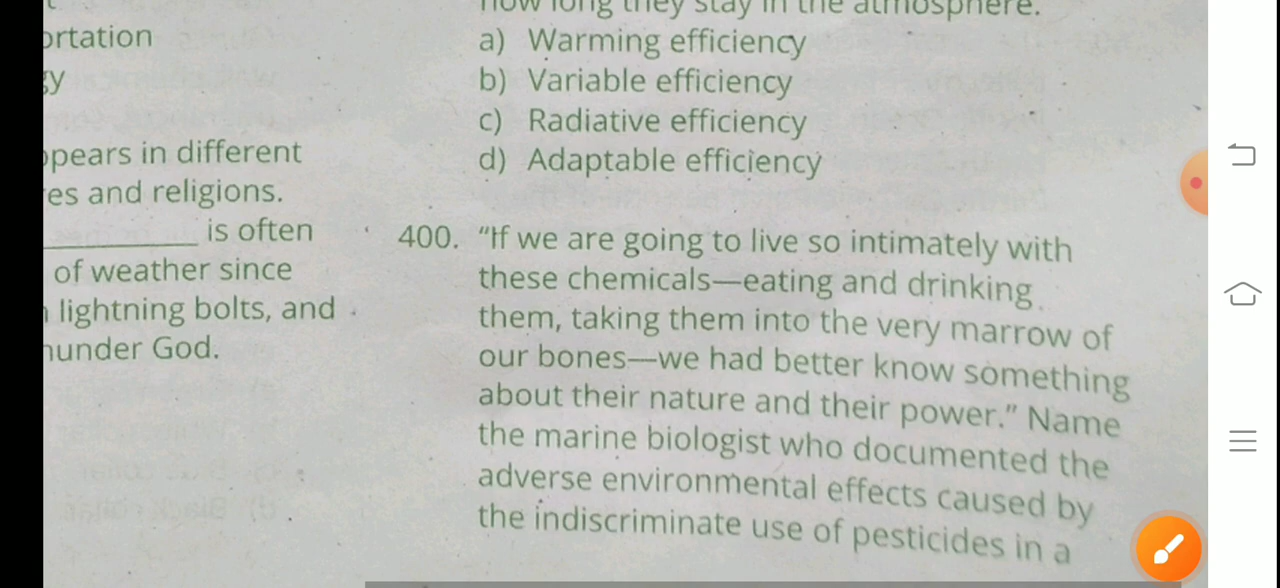 ortation
gy
ppears in different
es and religions.
________ is often
of weather since
lightning bolts, and
hunder God.
how long they stay in the atmosphere.
a) Warming efficiency
b) Variable efficiency
c) Radiative efficiency
d) Adaptable efficiency
400. “If we are going to live so intimately with
these chemicals—eating and drinking
them, taking them into the very marrow of
our bones—we had better know something
about their nature and their power.” Name
the marine biologist who documented the
adverse environmental effects caused by
the indiscriminate use of pesticides in a